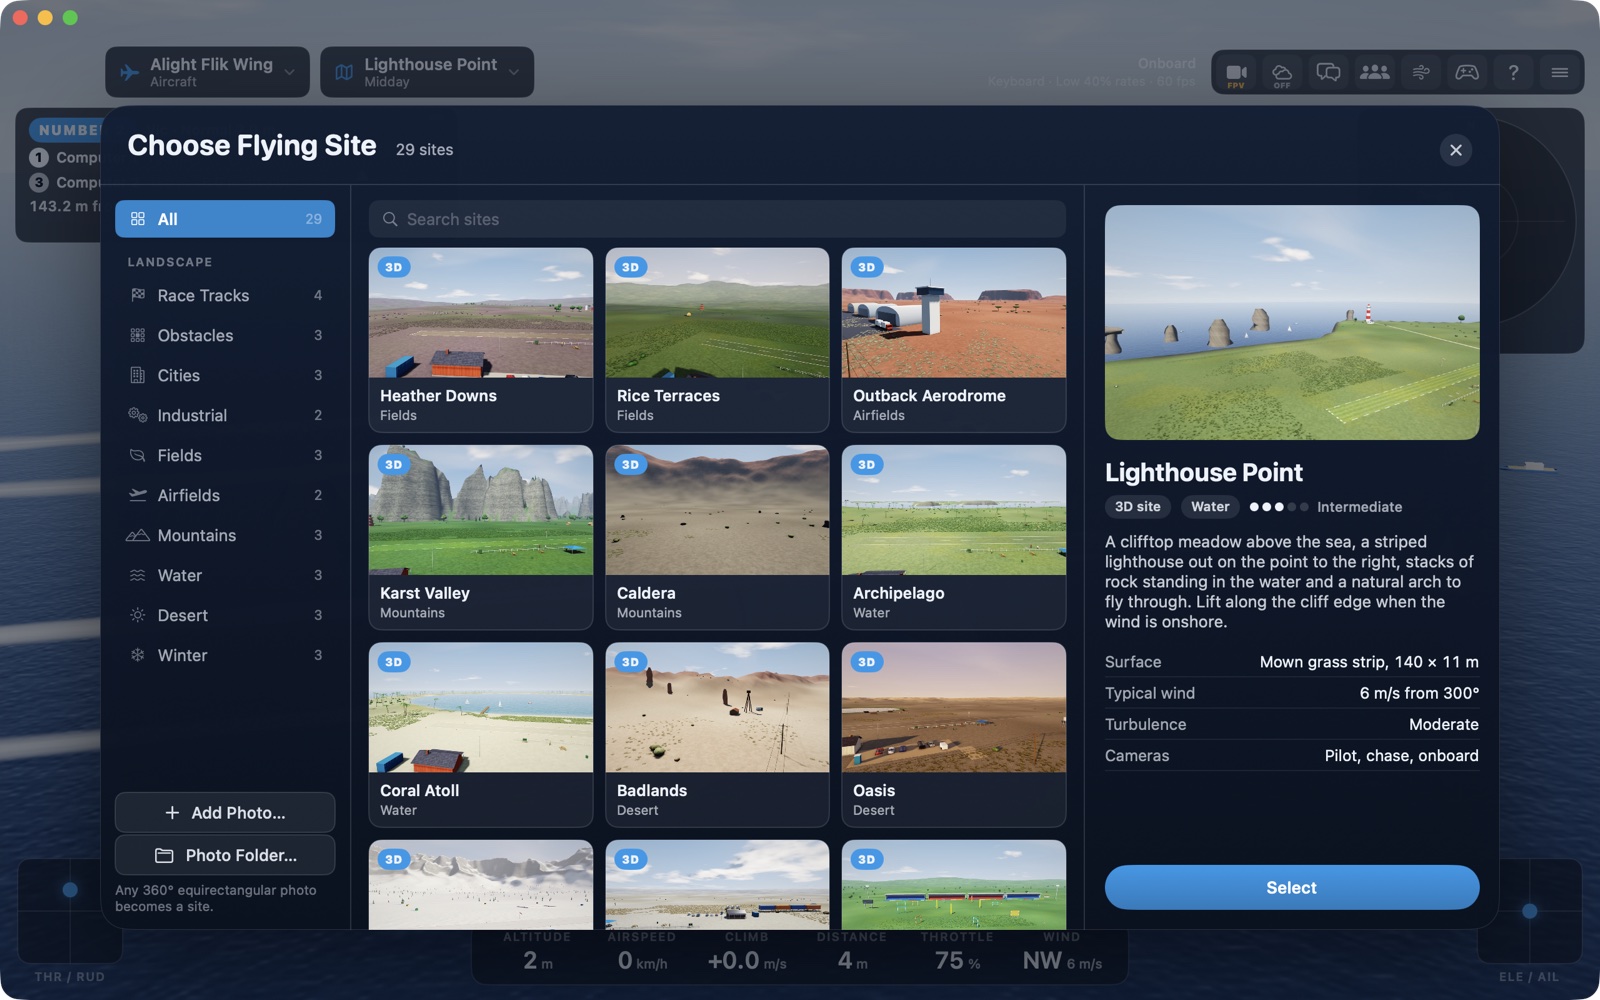 Alight Flik Wing
Aircraft
Lighthouse Point
Midday
Onboard
Keyboard · Low 40% rates · 60 fps
FPV
OFF
?
NUMBE
1 Compu
3 Compu
143.2 m f
Choose Flying Site
29 sites
All 29
LANDSCAPE
Race Tracks 4
Obstacles 3
Cities 3
Industrial 2
Fields 3
Airfields 2
Mountains 3
Water 3
Desert 3
Winter 3
+ Add Photo...
Photo Folder...
Any 360° equirectangular photo
becomes a site.
Search sites
3D
Heather Downs
Fields
3D
Rice Terraces
Fields
3D
Outback Aerodrome
Airfields
3D
Karst Valley
Mountains
3D
Caldera
Mountains
3D
Archipelago
Water
3D
Coral Atoll
Water
3D
Badlands
Desert
3D
Oasis
Desert
3D
3D
3D
Lighthouse Point
3D site
Water
Intermediate
A clifftop meadow above the sea, a striped
lighthouse out on the point to the right, stacks of
rock standing in the water and a natural arch to
fly through. Lift along the cliff edge when the
wind is onshore.
Surface Mown grass strip, 140 × 11 m
Typical wind 6 m/s from 300°
Turbulence Moderate
Cameras Pilot, chase, onboard
Select
THR / RUD
ALTITUDE
2 m
AIRSPEED
0 km/h
CLIMB
+0.0 m/s
DISTANCE
4 m
THROTTLE
75 %
WIND
NW 6 m/s
ELE / AIL